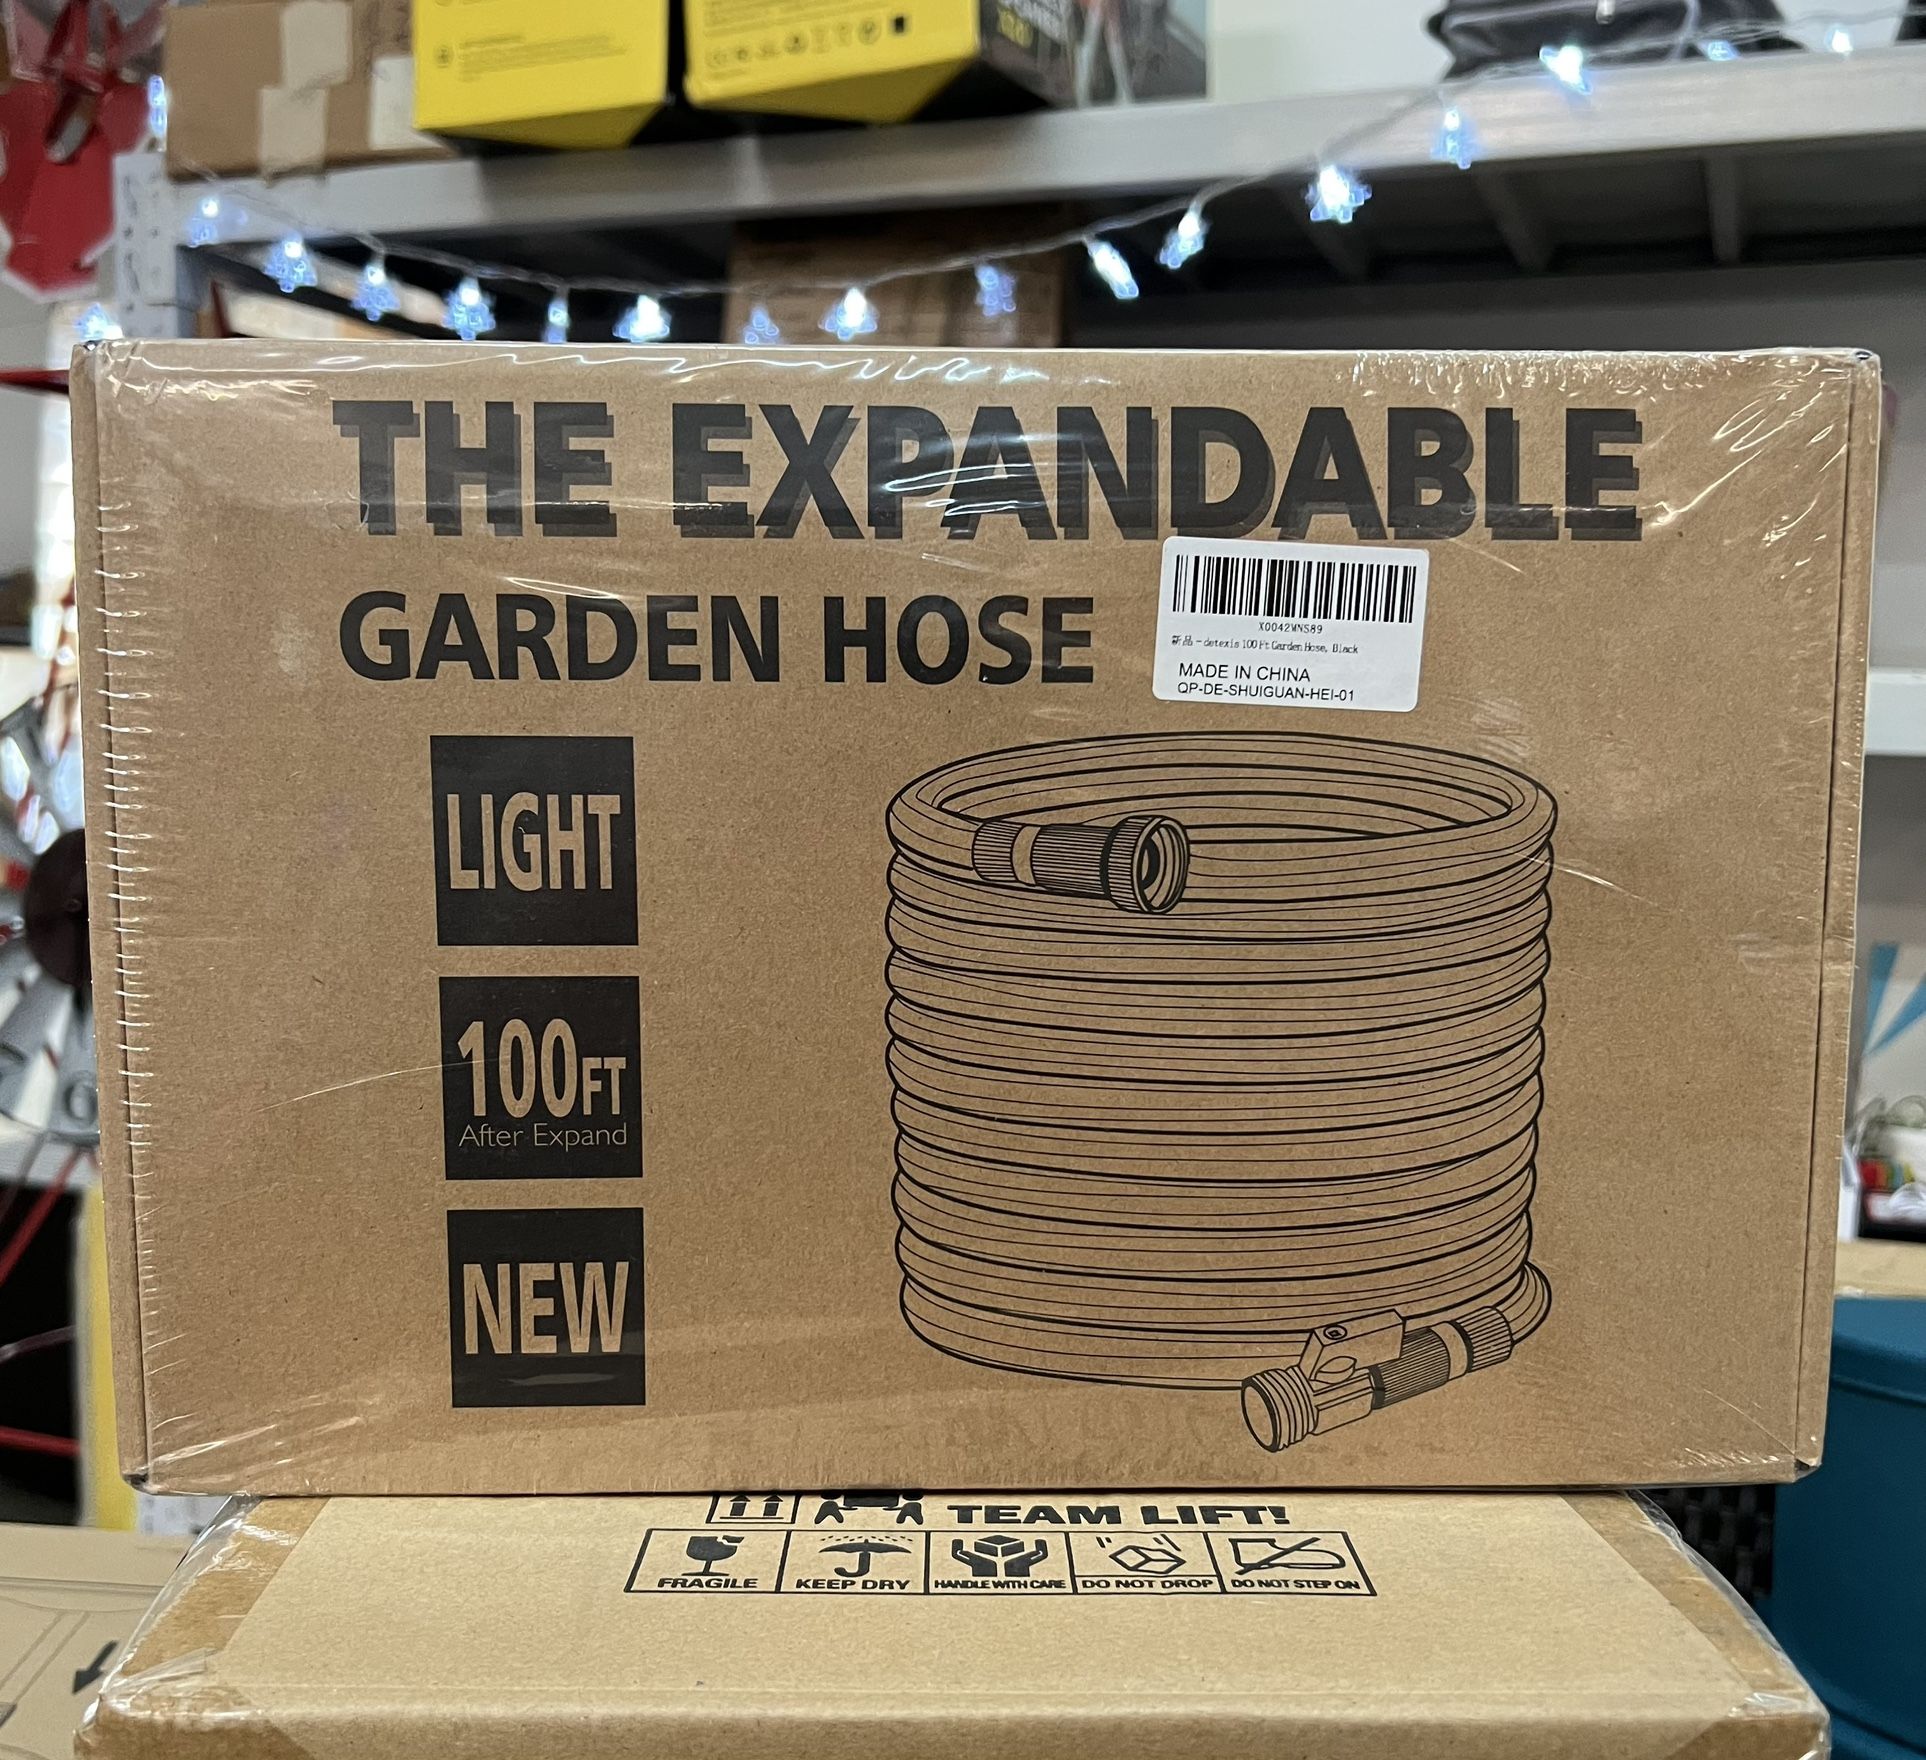 THE EXPANDABLE
GARDEN HOSE
X0042WNS89
新品 - detexis 100 Ft Garden Hose, Black
MADE IN CHINA
QP-DE-SHUIGUAN-HEI-01
LIGHT
100FT
After Expand
NEW
TEAM LIFT!
FRAGILE
KEEP DRY
HANDLE WITH CARE
DO NOT DROP
DO NOT STEP ON